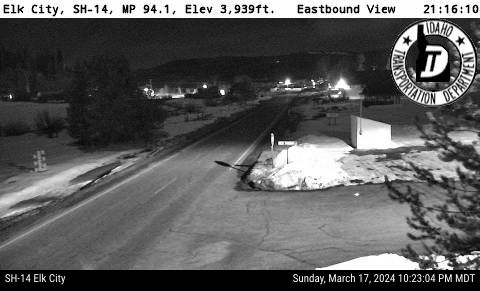 Elk City, SH-14, MP 94.1, Elev 3,939ft. Eastbound View 21:16:10
IDAHO
TRANSPORTATION DEPARTMENT
SH-14 Elk City Sunday, March 17, 2024 10:23:04 PM MDT